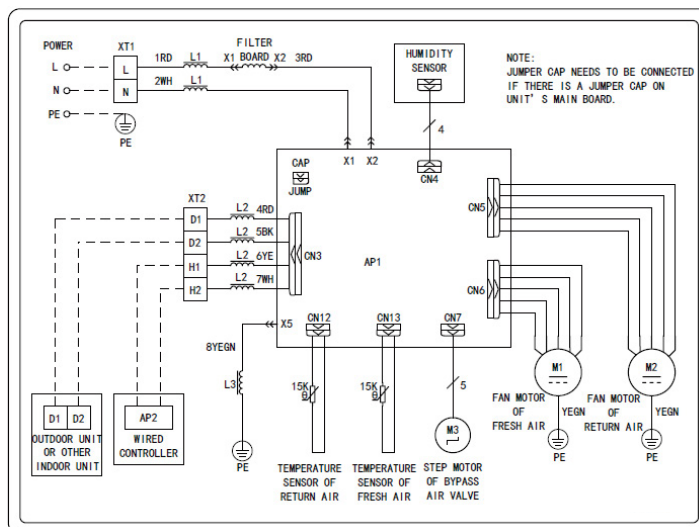 POWER
XT1
FILTER
BOARD
L
L
1RD
L1
X1
X2
3RD
N
N
2WH
L1
PE
PE
HUMIDITY
SENSOR
4
NOTE:
JUMPER CAP NEEDS TO BE CONNECTED
IF THERE IS A JUMPER CAP ON
UNIT'S MAIN BOARD.
X1
X2
CAP
JUMP
CN4
CN5
XT2
D1
L2
4RD
D2
L2
5BK
H1
L2
6YE
H2
L2
7WH
CN3
AP1
CN6
X5
CN12
CN13
CN7
8YEGN
L3
PE
15K
θ
15K
θ
5
M3
M1
M2
FAN MOTOR
OF
FRESH AIR
YEGN
PE
FAN MOTOR
OF
RETURN AIR
YEGN
PE
D1
D2
OUTDOOR UNIT
OR OTHER
INDOOR UNIT
AP2
WIRED
CONTROLLER
TEMPERATURE
SENSOR OF
RETURN AIR
TEMPERATURE
SENSOR OF
FRESH AIR
STEP MOTOR
OF BYPASS
AIR VALVE